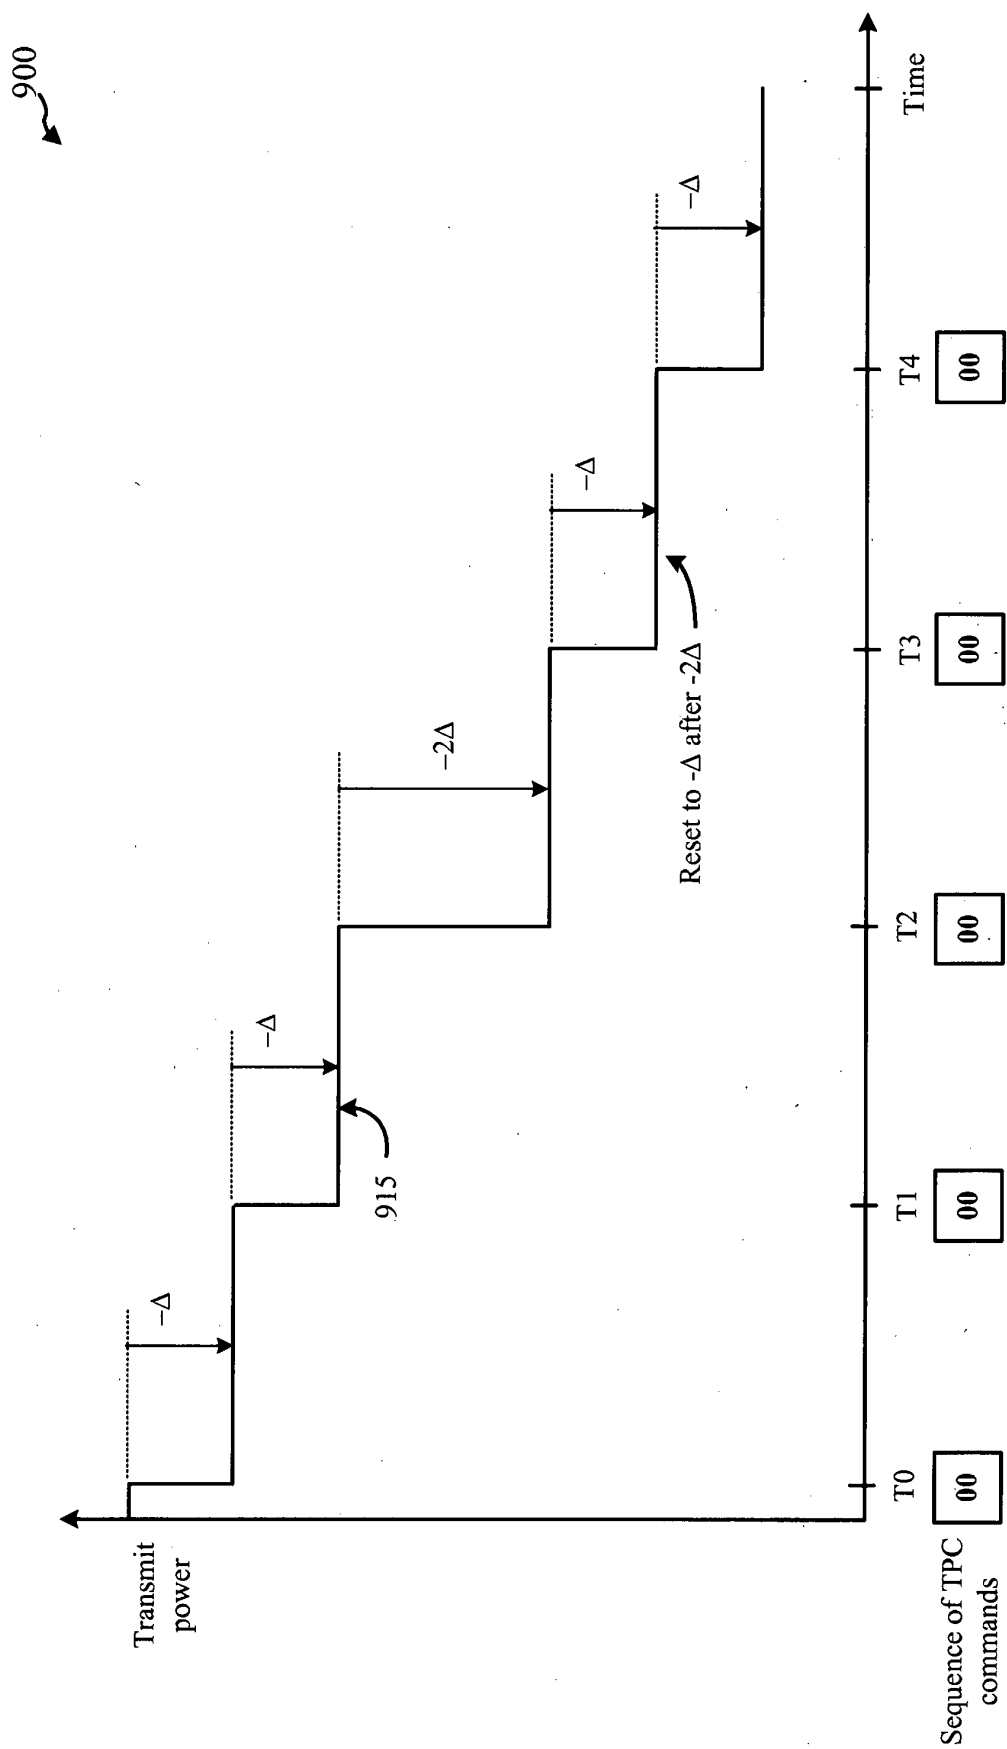 900
Transmit
power
–Δ
–Δ
–2Δ
–Δ
–Δ
915
Reset to -Δ after -2Δ
T0
T1
T2
T3
T4
Time
Sequence of TPC
commands
00
00
00
00
00